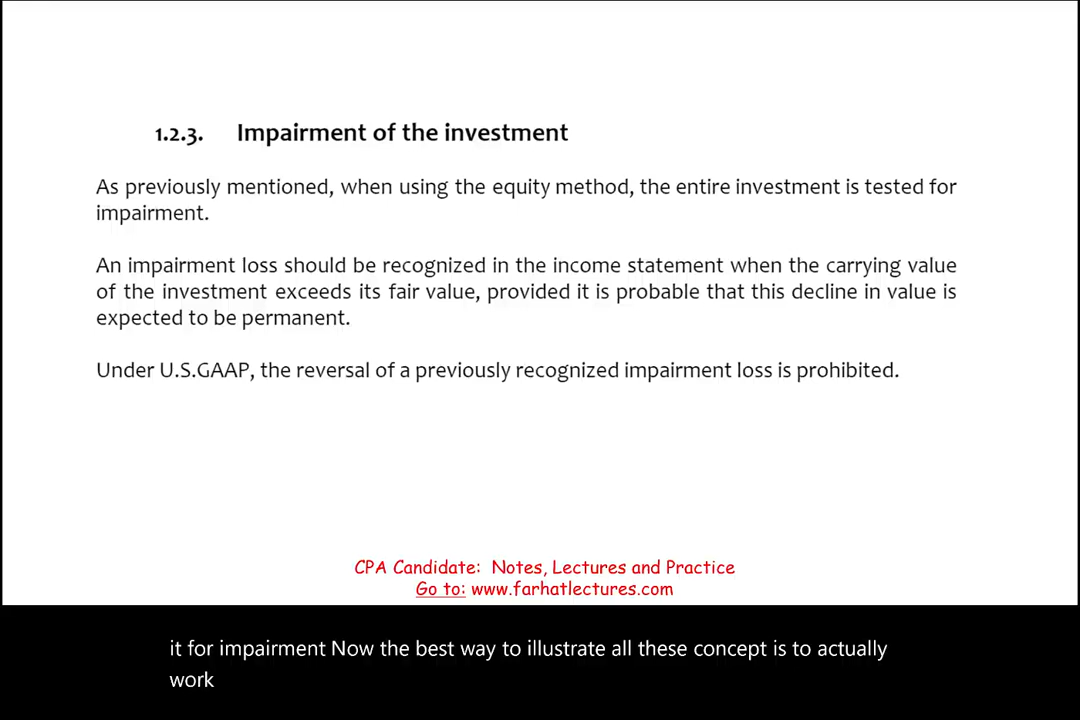 1.2.3. Impairment of the investment
As previously mentioned, when using the equity method, the entire investment is tested for
impairment.
An impairment loss should be recognized in the income statement when the carrying value
of the investment exceeds its fair value, provided it is probable that this decline in value is
expected to be permanent.
Under U.S.GAAP, the reversal of a previously recognized impairment loss is prohibited.
CPA Candidate: Notes, Lectures and Practice
Go to: www.farhatlectures.com
it for impairment Now the best way to illustrate all these concept is to actually
work